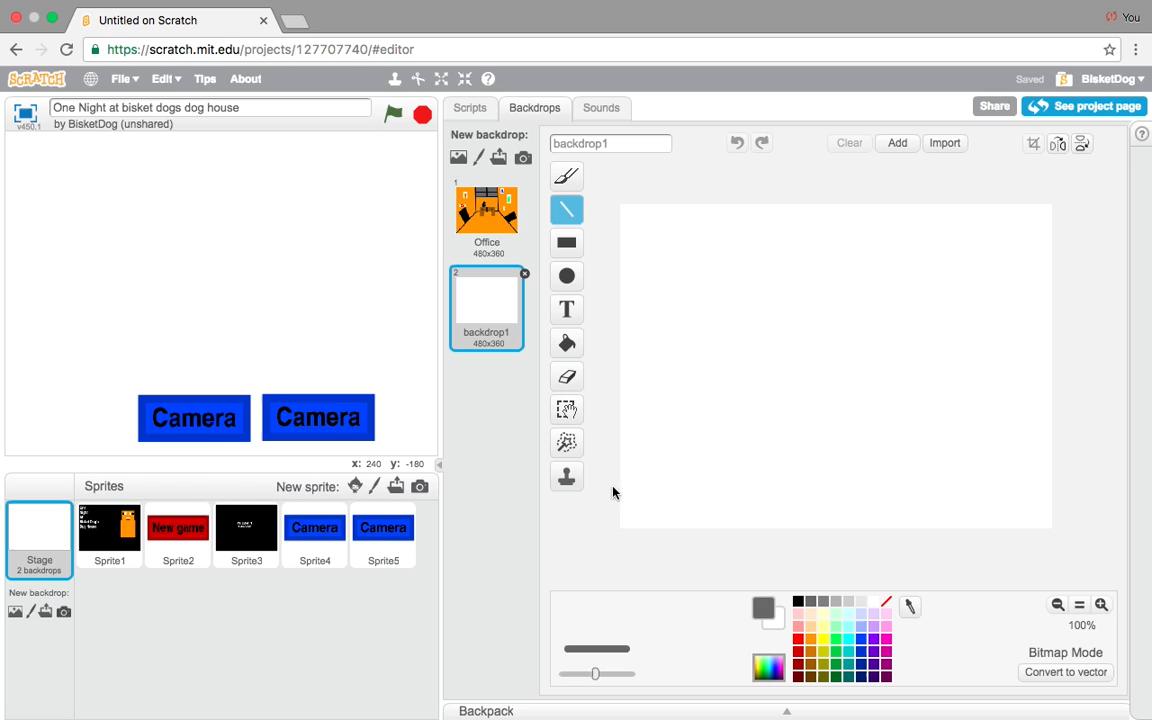 Untitled on Scratch
You
https://scratch.mit.edu/projects/127707740/#editor
SCRATCH File Edit Tips About Saved BisketDog
v450.1
One Night at bisket dogs dog house
by BisketDog (unshared)
Scripts Backdrops Sounds Share See project page
New backdrop:
backdrop1 Clear Add Import
1
Office
480x360
2
backdrop1
480x360
T
Camera Camera
x: 240 y: -180
Sprites New sprite:
New game Camera Camera
Stage
2 backdrops
Sprite1 Sprite2 Sprite3 Sprite4 Sprite5
New backdrop:
100%
Bitmap Mode
Convert to vector
Backpack